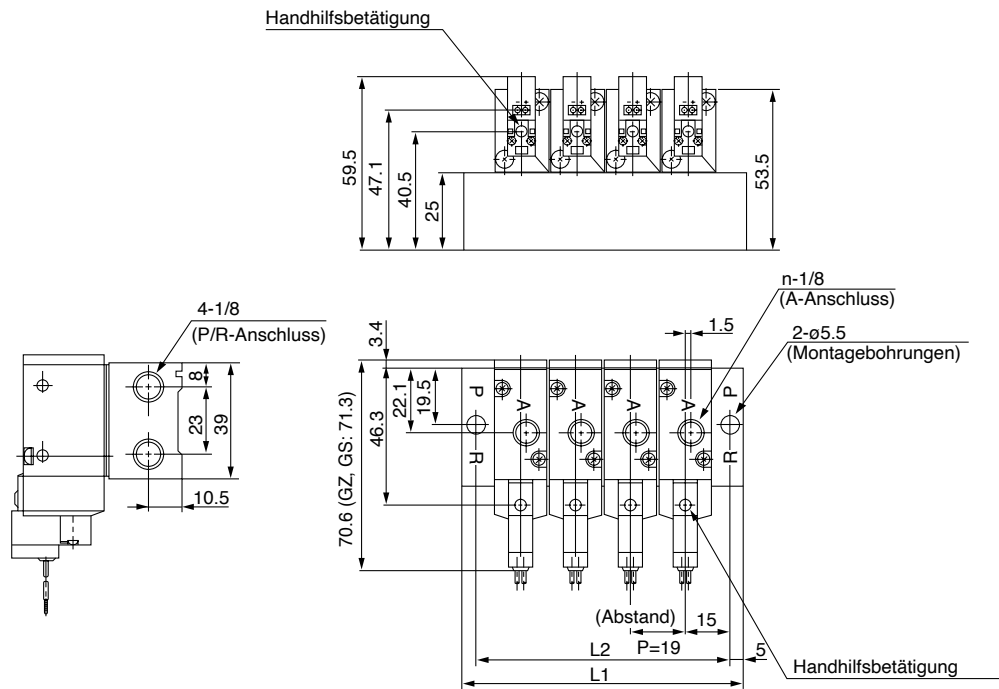 Handhilfsbetätigung
59.5
47.1
40.5
25
53.5
- +
- +
- +
- +
4-1/8
(P/R-Anschluss)
8
23
39
10.5
n-1/8
(A-Anschluss)
2-ø5.5
(Montagebohrungen)
1.5
3.4
19.5
22.1
46.3
70.6 (GZ, GS: 71.3)
P
A
A
A
A
P
R
R
(Abstand)
P=19
15
5
L2
L1
Handhilfsbetätigung